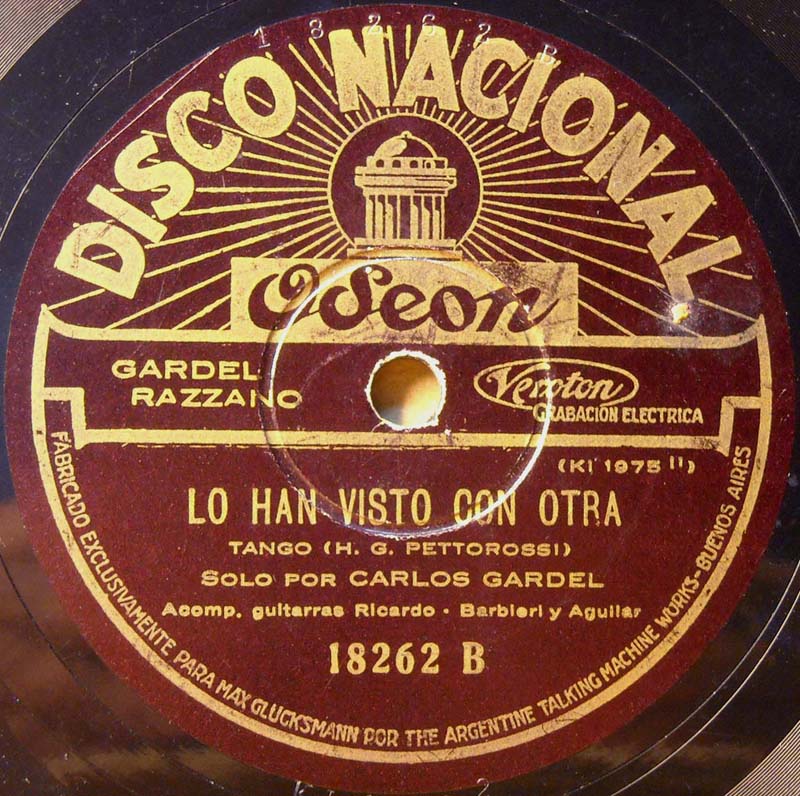 18262 B
DISCO NACIONAL
Odeon
GARDEL
RAZZANO
Veroton
GRABACION ELECTRICA
(KI 1975 II)
LO HAN VISTO CON OTRA
TANGO (H. G. PETTOROSSI)
SOLO POR CARLOS GARDEL
Acomp. guitarras Ricardo · Barbieri y Aguilar
18262 B
FABRICADO EXCLUSIVAMENTE PARA MAX GLUCKSMANN POR THE ARGENTINE TALKING MACHINE WORKS-BUENOS AIRES